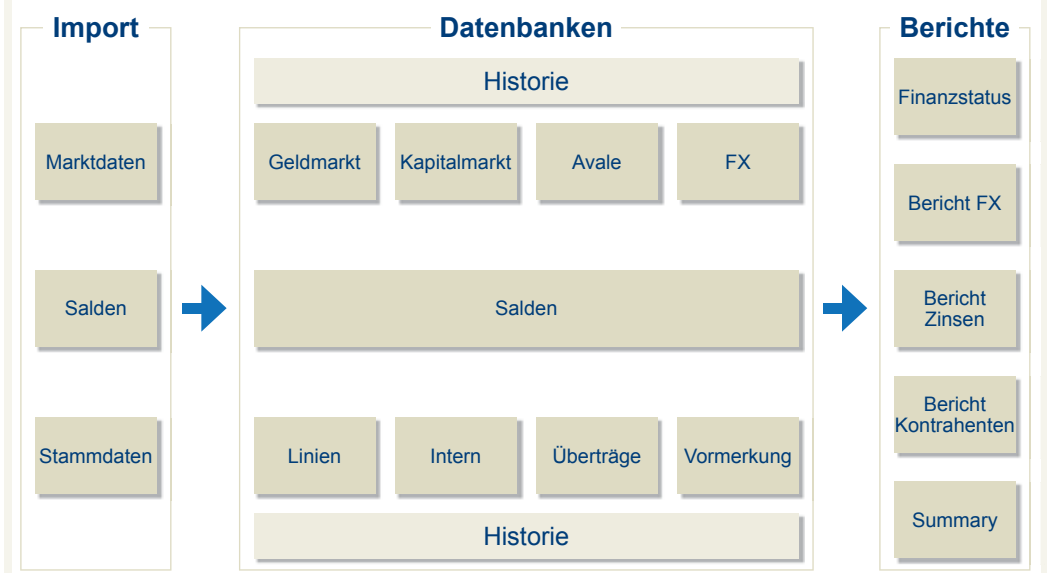 Import
Marktdaten
Salden
Stammdaten
Datenbanken
Historie
Geldmarkt
Kapitalmarkt
Avale
FX
Salden
Linien
Intern
Überträge
Vormerkung
Historie
Berichte
Finanzstatus
Bericht FX
Bericht
Zinsen
Bericht
Kontrahenten
Summary